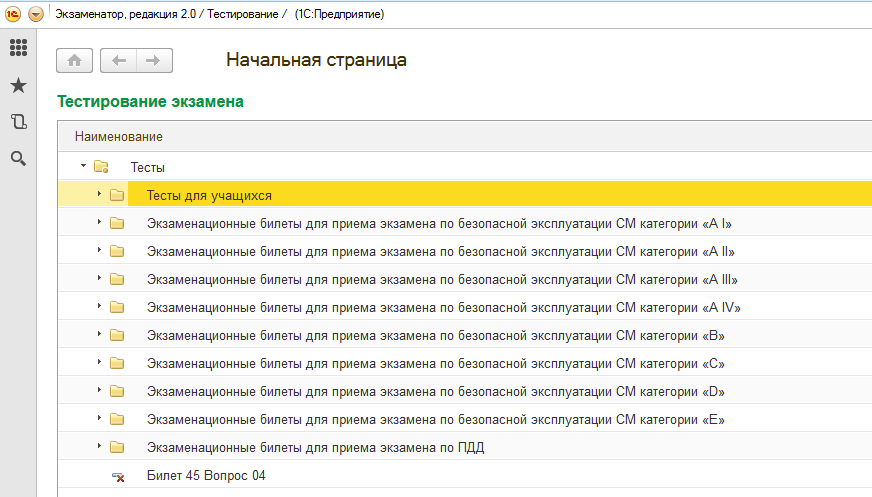 Экзаменатор, редакция 2.0 / Тестирование / (1С:Предприятие)
Начальная страница
Тестирование экзамена
Наименование
Тесты
Тесты для учащихся
Экзаменационные билеты для приема экзамена по безопасной эксплуатации СМ категории «А I»
Экзаменационные билеты для приема экзамена по безопасной эксплуатации СМ категории «А II»
Экзаменационные билеты для приема экзамена по безопасной эксплуатации СМ категории «А III»
Экзаменационные билеты для приема экзамена по безопасной эксплуатации СМ категории «А IV»
Экзаменационные билеты для приема экзамена по безопасной эксплуатации СМ категории «B»
Экзаменационные билеты для приема экзамена по безопасной эксплуатации СМ категории «C»
Экзаменационные билеты для приема экзамена по безопасной эксплуатации СМ категории «D»
Экзаменационные билеты для приема экзамена по безопасной эксплуатации СМ категории «E»
Экзаменационные билеты для приема экзамена по ПДД
Билет 45 Вопрос 04